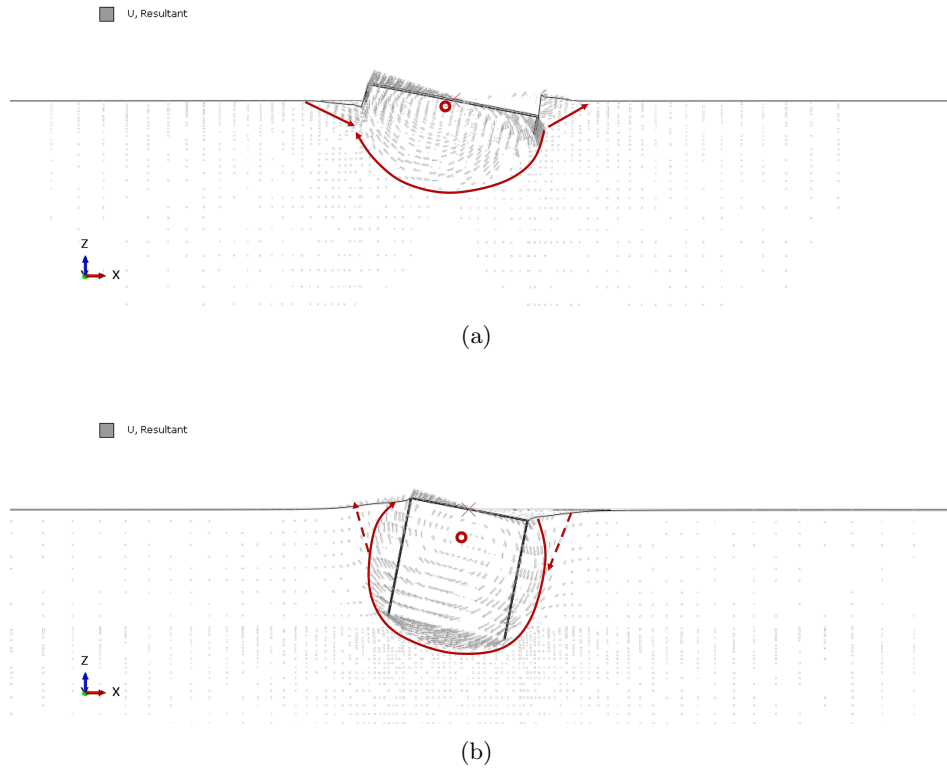 U, Resultant
Z
Y X
(a)
U, Resultant
Z
Y X
(b)